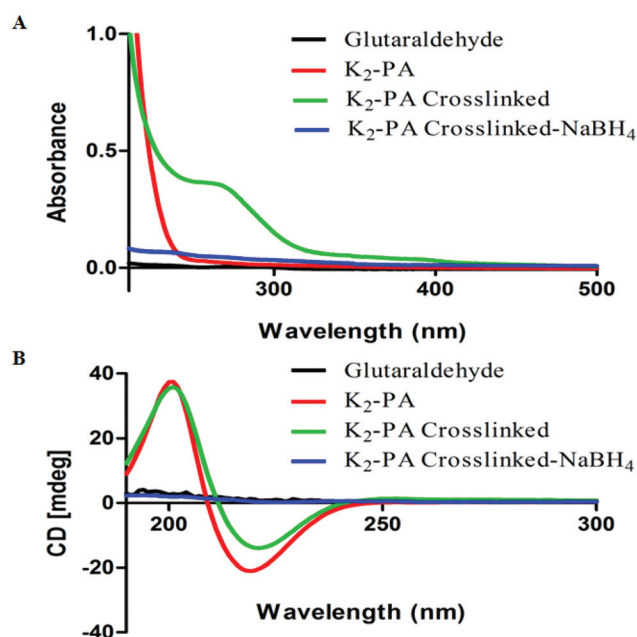 A
Absorbance
1.0
0.5
0.0
300
400
500
Wavelength (nm)
Glutaraldehyde
K₂-PA
K₂-PA Crosslinked
K₂-PA Crosslinked-NaBH₄
B
CD [mdeg]
40
20
0
-20
-40
200
250
300
Wavelength (nm)
Glutaraldehyde
K₂-PA
K₂-PA Crosslinked
K₂-PA Crosslinked-NaBH₄